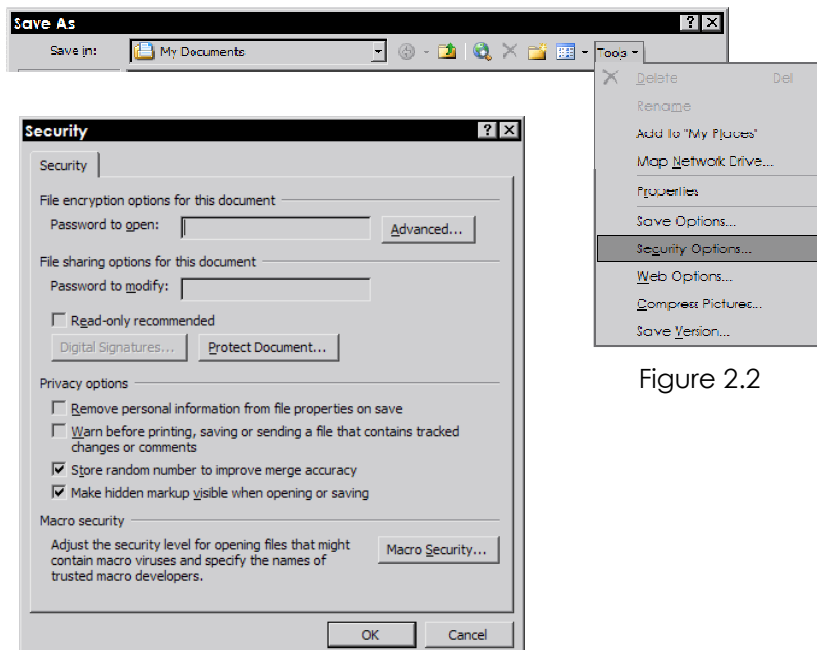 Save As
Save in: My Documents Tools
Delete Del
Rename
Add to "My Places"
Map Network Drive...
Properties
Save Options...
Security Options...
Web Options...
Compress Pictures...
Save Version...
Figure 2.2
Security
Security
File encryption options for this document
Password to open: Advanced...
File sharing options for this document
Password to modify:
Read-only recommended
Digital Signatures... Protect Document...
Privacy options
Remove personal information from file properties on save
Warn before printing, saving or sending a file that contains tracked
changes or comments
Store random number to improve merge accuracy
Make hidden markup visible when opening or saving
Macro security
Adjust the security level for opening files that might
contain macro viruses and specify the names of
trusted macro developers.
Macro Security...
OK Cancel